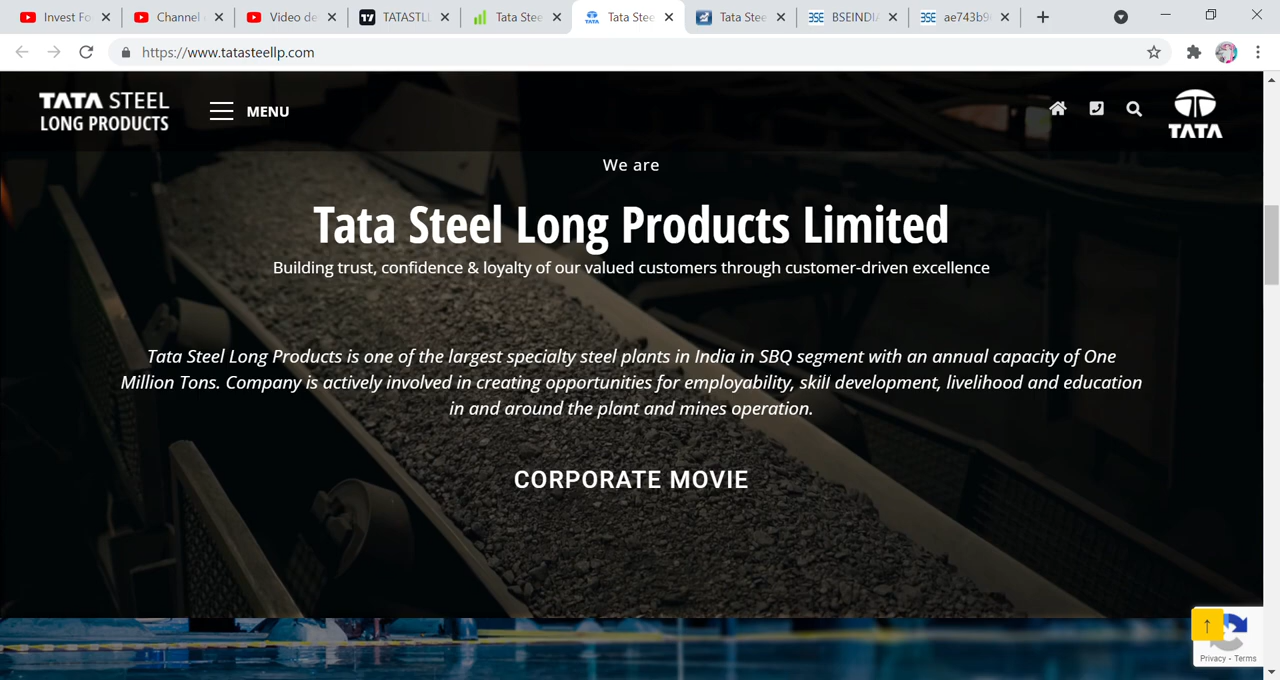 Invest Fo
Channel
Video de
TATASTLL
Tata Stee
Tata Stee
Tata Stee
BSEINDIA
ae743b9
https://www.tatasteellp.com
TATA STEEL
LONG PRODUCTS
MENU
TATA
We are
Tata Steel Long Products Limited
Building trust, confidence & loyalty of our valued customers through customer-driven excellence
Tata Steel Long Products is one of the largest specialty steel plants in India in SBQ segment with an annual capacity of One
Million Tons. Company is actively involved in creating opportunities for employability, skill development, livelihood and education
in and around the plant and mines operation.
CORPORATE MOVIE
Privacy - Terms